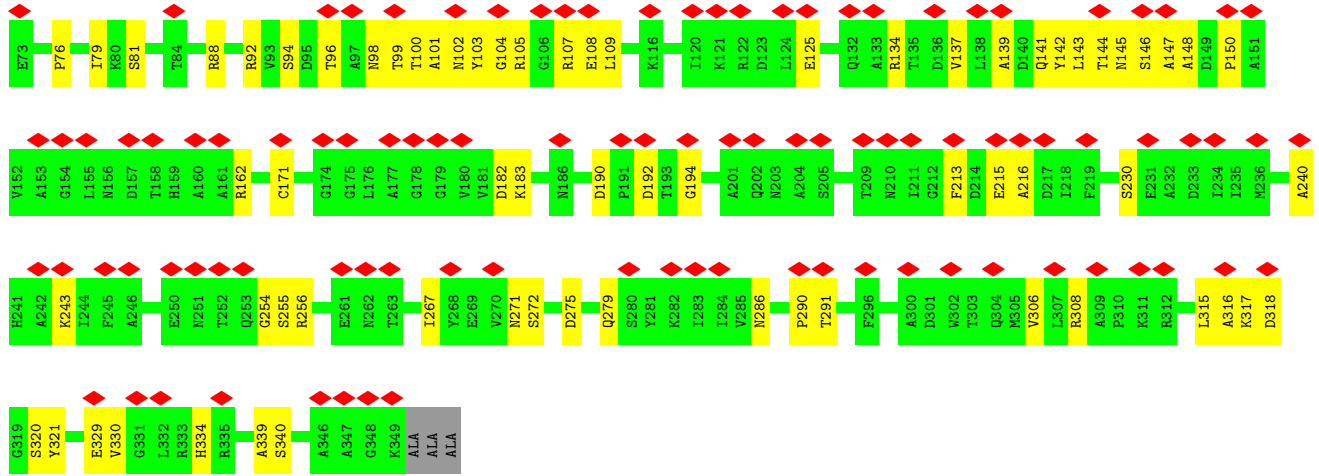 E73 P76 I79 K80 S81 T84 R88 R92 V93 S94 D95 T96 A97 N98 T99 T100 A101 N102 Y103 G104 R105 G106 R107 E108 L109 K116 I120 K121 R122 D123 L124 E125 Q132 A133 R134 T135 D136 V137 L138 A139 D140 Q141 Y142 L143 T144 N145 S146 A147 A148 D149 P150 A151
V152 A153 G154 L155 N156 D157 T158 H159 A160 A161 R162 C171 G174 G175 L176 A177 G178 G179 V180 V181 D182 K183 N186 D190 P191 D192 T193 G194 A201 Q202 N203 A204 S205 T209 N210 I211 G212 F213 D214 E215 A216 D217 I218 F219 S230 E231 A232 D233 I234 I235 M236 A240
H241 A242 K243 I244 F245 A246 E250 N251 T252 Q253 G254 S255 R256 E261 N262 T263 I267 Y268 E269 V270 N271 S272 D275 Q279 S280 Y281 K282 I283 I284 V285 N286 P290 T291 F296 A300 D301 W302 T303 Q304 M305 V306 L307 R308 A309 P310 K311 R312 L315 A316 K317 D318
G319 S320 Y321 E329 V330 G331 L332 R333 H334 R335 A339 S340 A346 A347 G348 K349 ALA ALA ALA